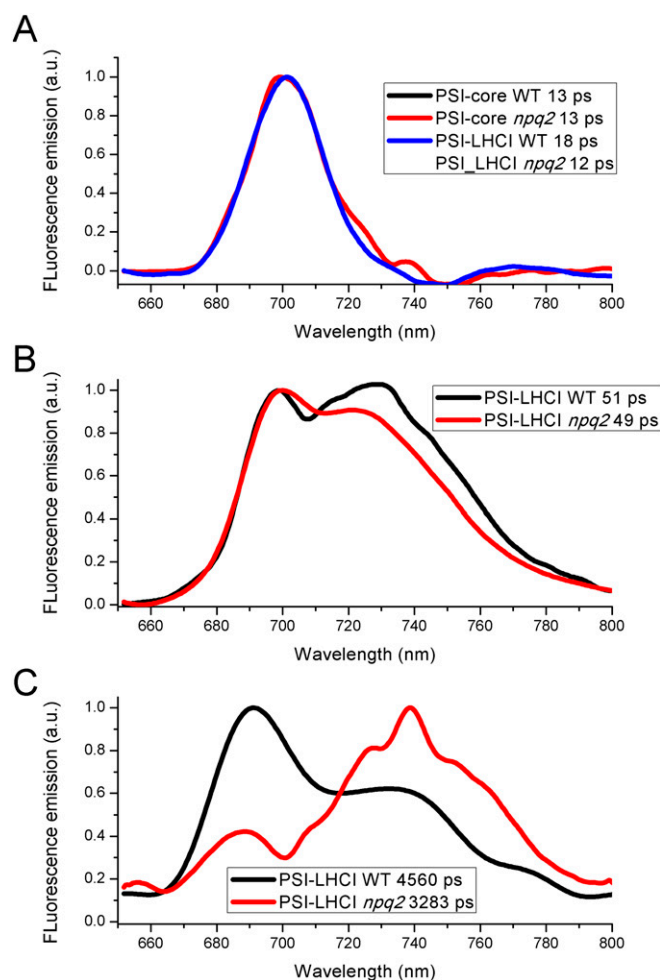 A
FLuorescence emission (a.u.)
1.0
0.8
0.6
0.4
0.2
0.0
PSI-core WT 13 ps
PSI-core npq2 13 ps
PSI-LHCI WT 18 ps
PSI_LHCI npq2 12 ps
660 680 700 720 740 760 780 800
Wavelength (nm)
B
FLuorescence emission (a.u.)
1.0
0.8
0.6
0.4
0.2
0.0
PSI-LHCI WT 51 ps
PSI-LHCI npq2 49 ps
660 680 700 720 740 760 780 800
Wavelength (nm)
C
FLuorescence emission (a.u.)
1.0
0.8
0.6
0.4
0.2
0.0
PSI-LHCI WT 4560 ps
PSI-LHCI npq2 3283 ps
660 680 700 720 740 760 780 800
Wavelength (nm)